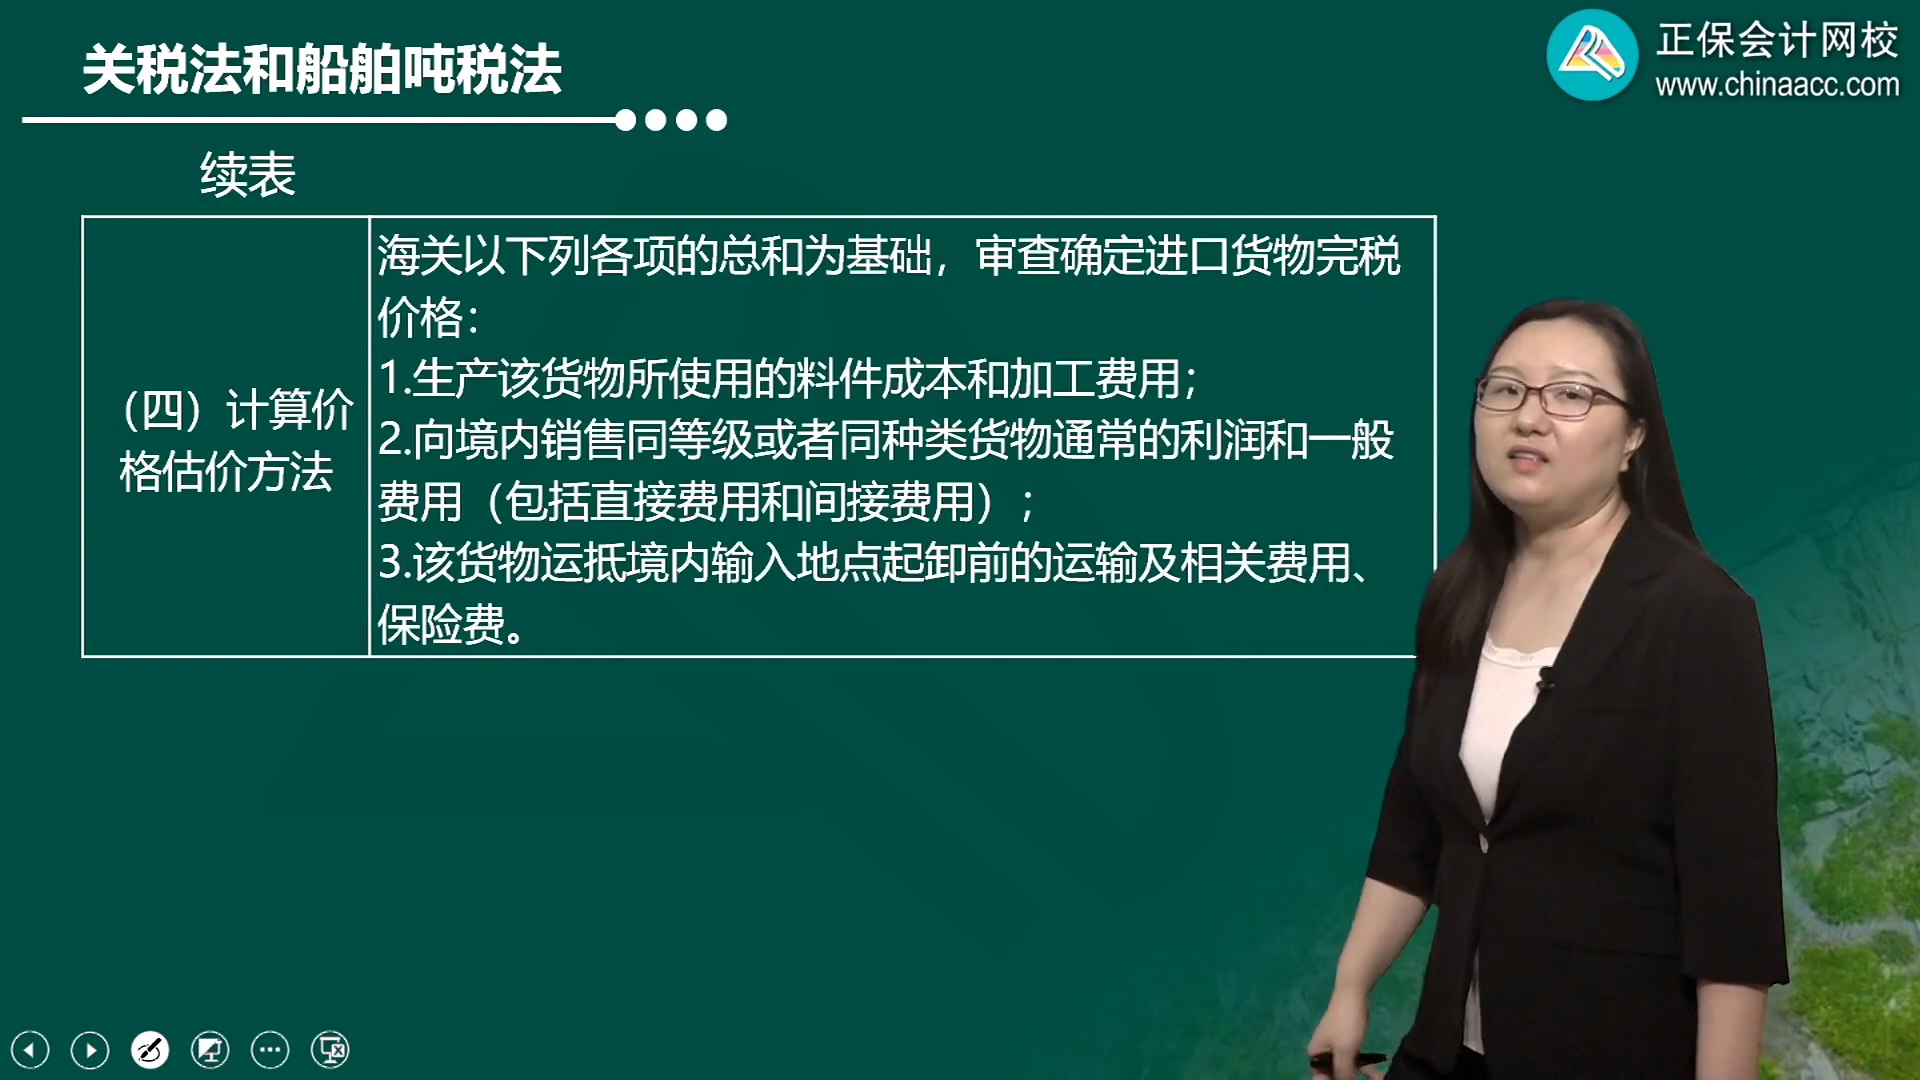 关税法和船舶吨税法
正保会计网校
www.chinaacc.com
续表
（四）计算价
格估价方法
海关以下列各项的总和为基础，审查确定进口货物完税
价格：
1.生产该货物所使用的料件成本和加工费用；
2.向境内销售同等级或者同种类货物通常的利润和一般
费用（包括直接费用和间接费用）；
3.该货物运抵境内输入地点起卸前的运输及相关费用、
保险费。